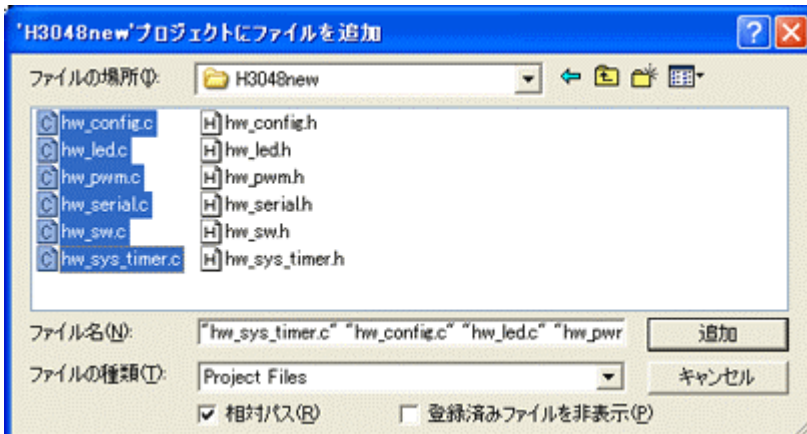 'H3048new'プロジェクトにファイルを追加
ファイルの場所(I): H3048new
hw_config.c hw_config.h
hw_led.c hw_led.h
hw_pwm.c hw_pwm.h
hw_serial.c hw_serial.h
hw_sw.c hw_sw.h
hw_sys_timer.c hw_sys_timer.h
ファイル名(N): "hw_sys_timer.c" "hw_config.c" "hw_led.c" "hw_pwr 追加
ファイルの種類(T): Project Files キャンセル
相対パス(R) 登録済みファイルを非表示(P)